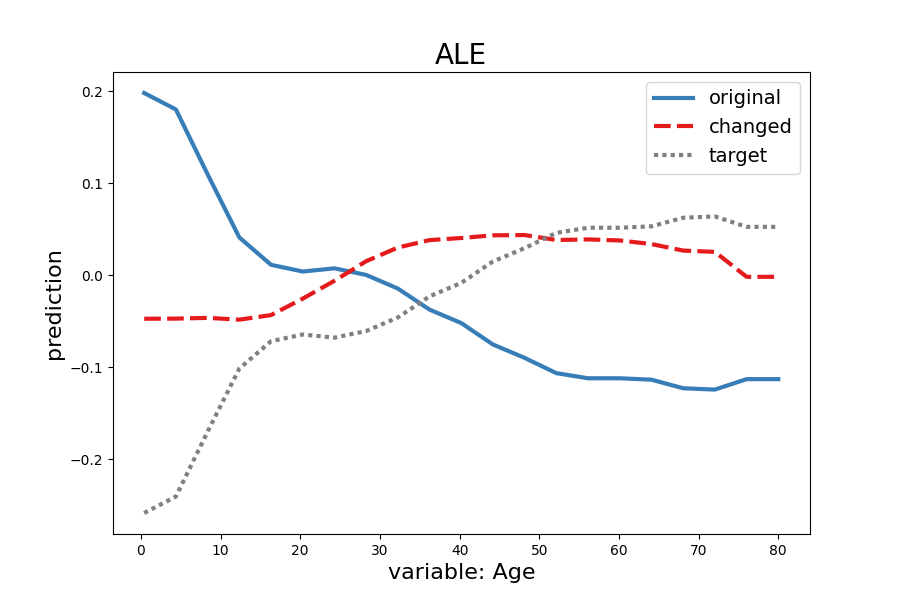 ALE
original
changed
target
prediction
0.2
0.1
0.0
−0.1
−0.2
0 10 20 30 40 50 60 70 80
variable: Age